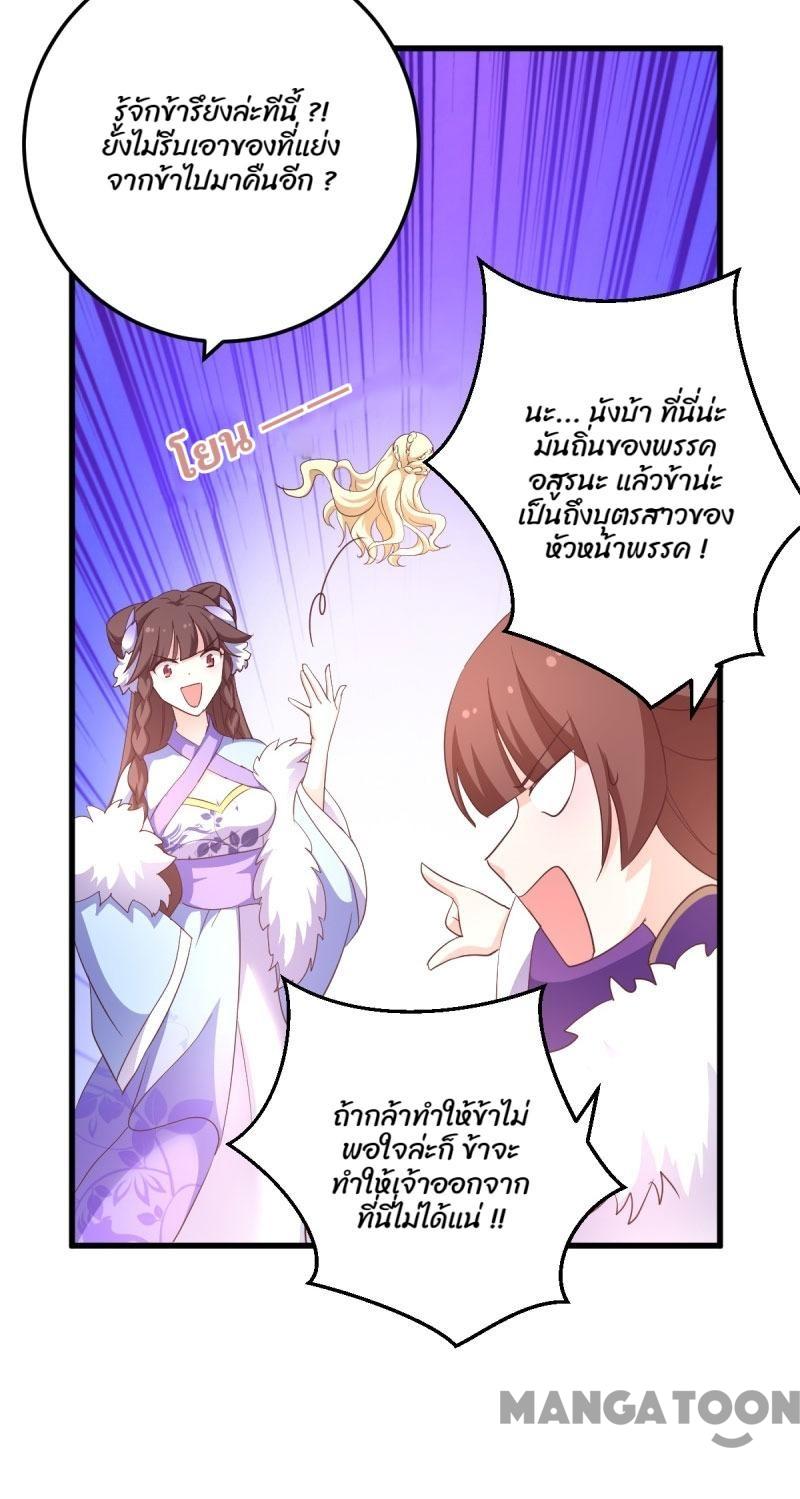 รู้จักข้ารึยังล่ะทีนี้ ?!
ยังไม่รีบเอาของที่แย่ง
จากข้าไปมาคืนอีก ?
โยน ——
นะ... นังบ้า ที่นี่น่ะ
มันถิ่นของพรรค
อสูรนะ แล้วข้าน่ะ
เป็นถึงบุตรสาวของ
หัวหน้าพรรค !
ถ้ากล้าทำให้ข้าไม่
พอใจล่ะก็ ข้าจะ
ทำให้เจ้าออกจาก
ที่นี่ไม่ได้แน่ !!
MANGATOON